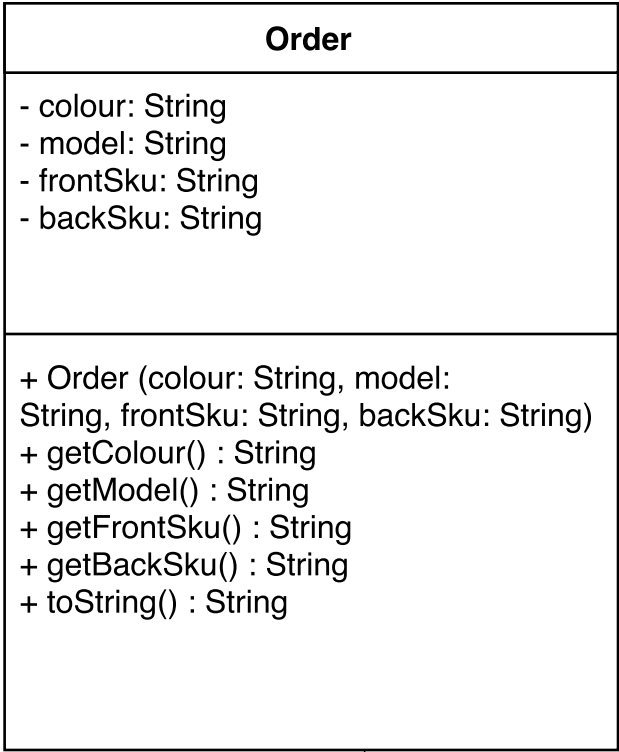 Order
- colour: String
- model: String
- frontSku: String
- backSku: String
+ Order (colour: String, model:
String, frontSku: String, backSku: String)
+ getColour() : String
+ getModel() : String
+ getFrontSku() : String
+ getBackSku() : String
+ toString() : String